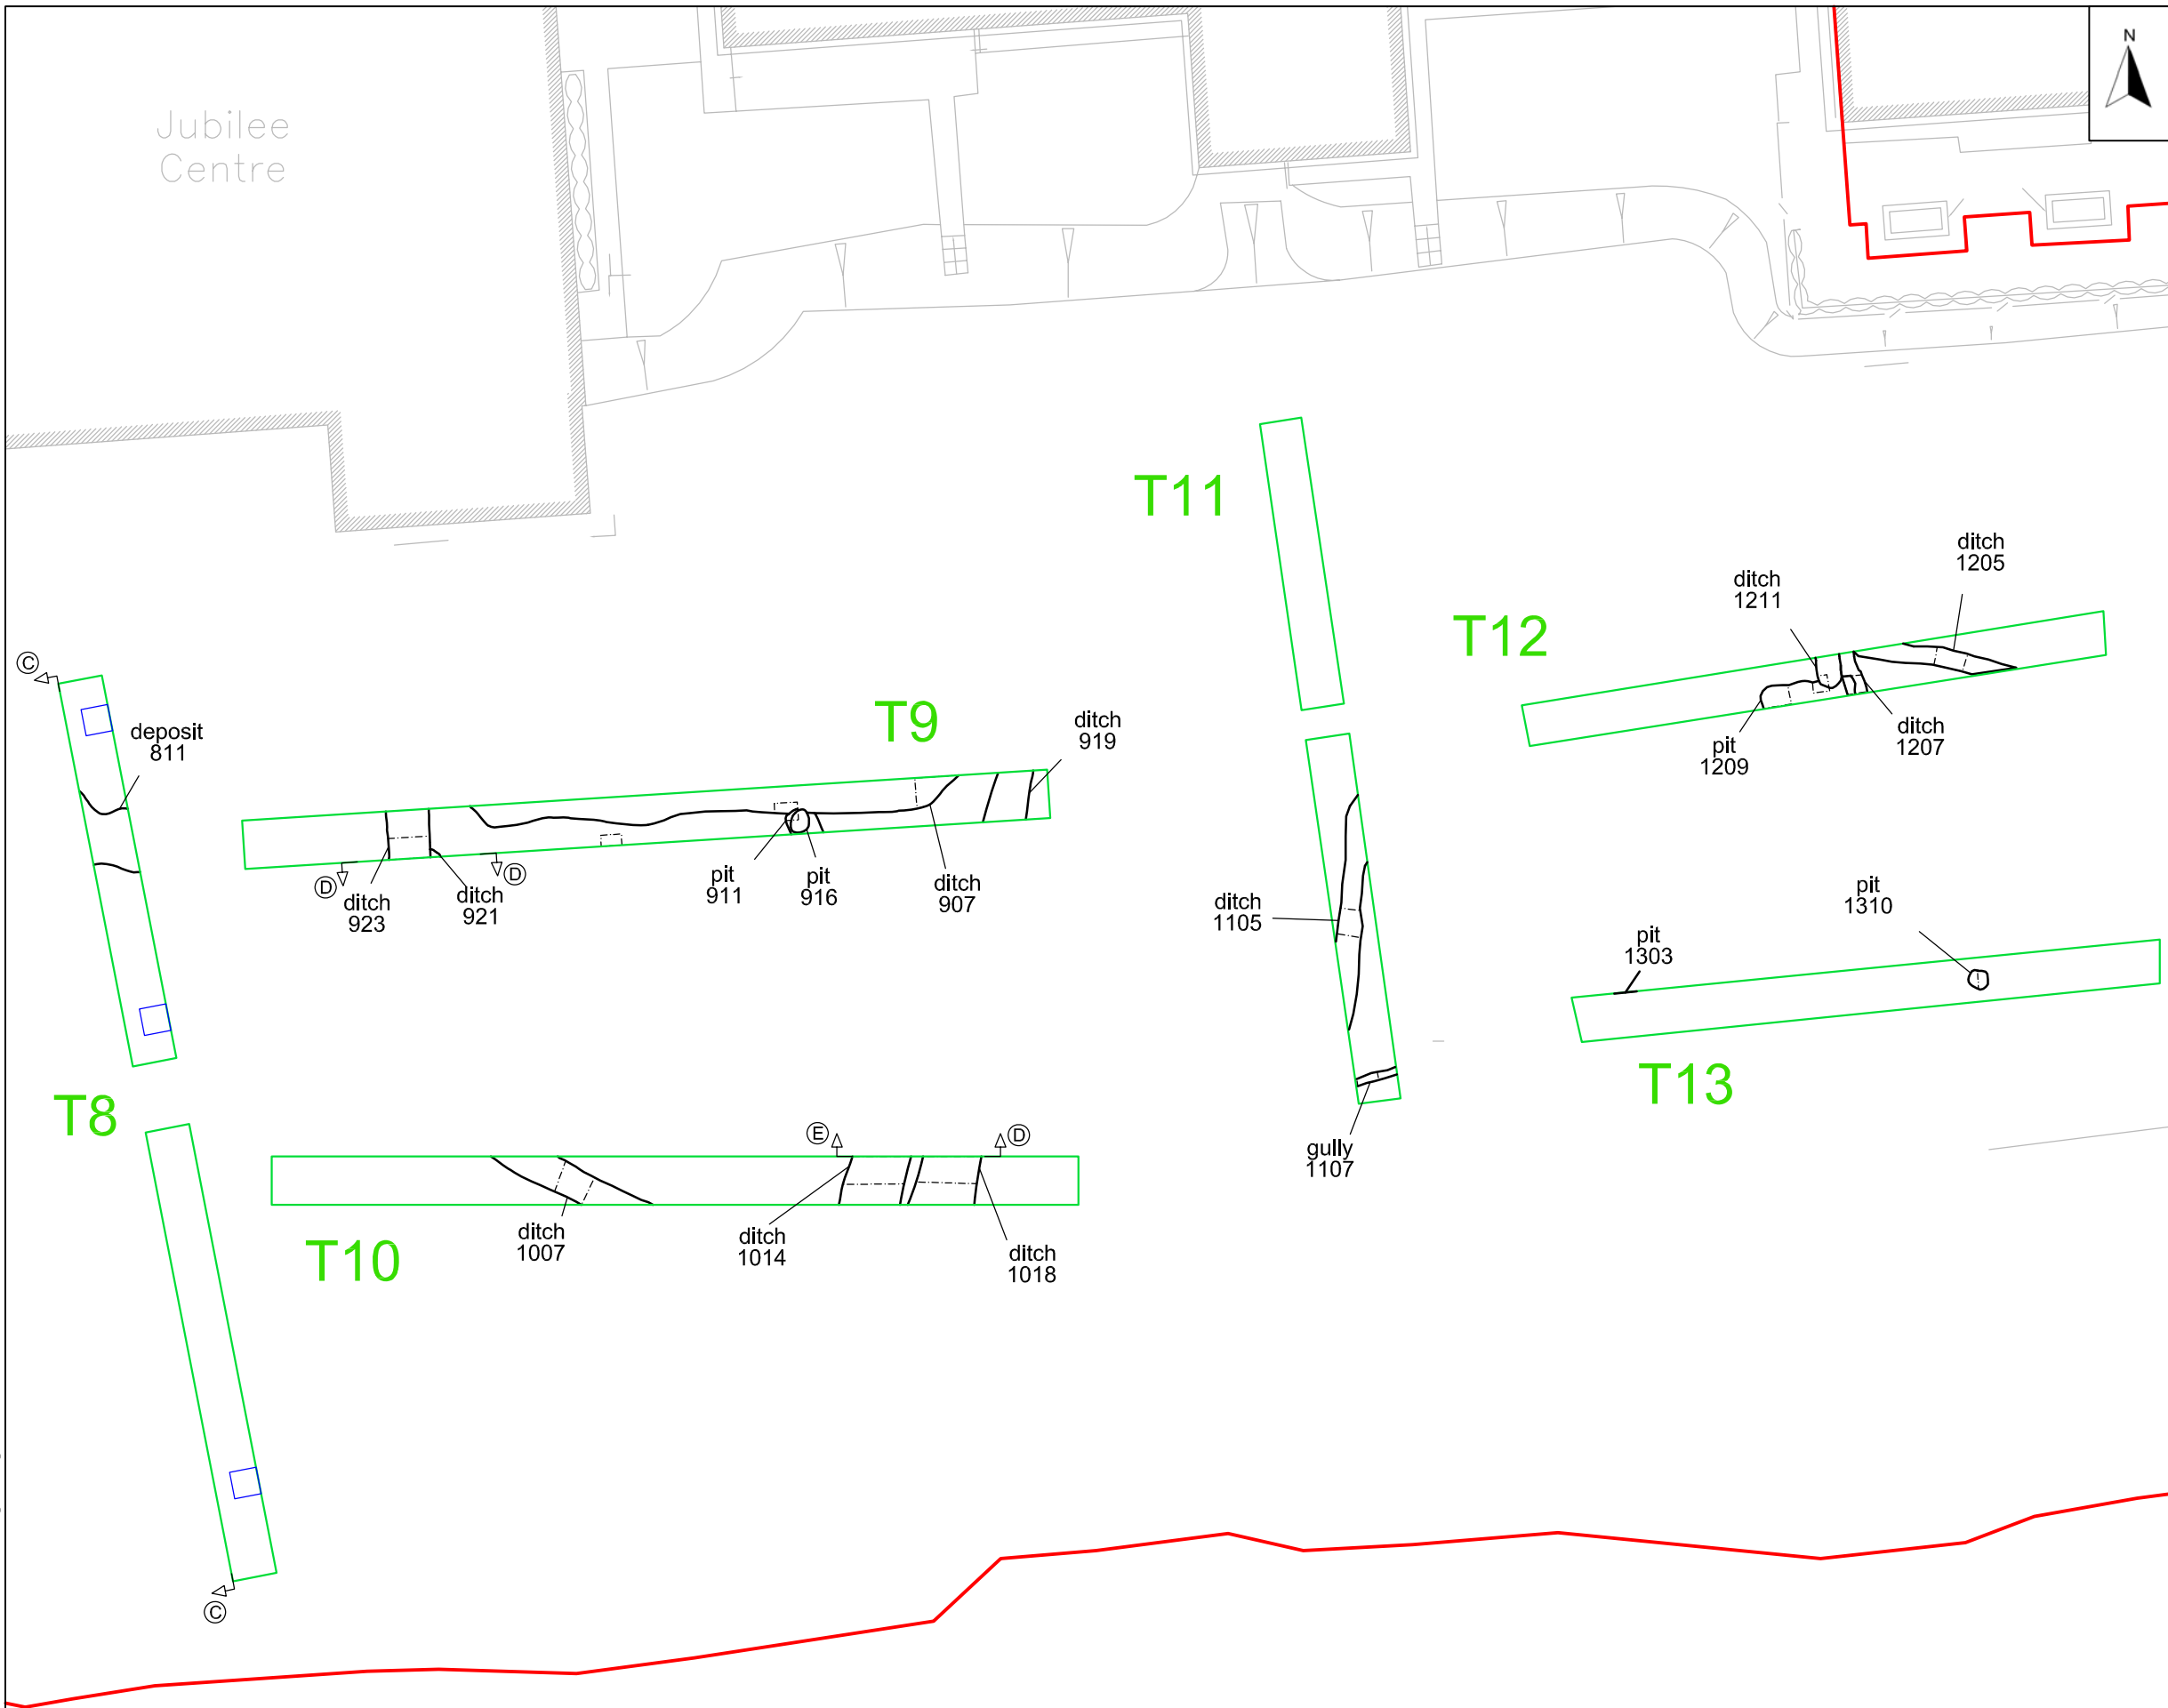 N
Jubilee
Centre
T11
ditch
1205
ditch
1211
T12
C
deposit
811
T9
ditch
919
pit
1209
ditch
1207
D
ditch
923
ditch
921
D
pit
911
pit
916
ditch
907
ditch
1105
pit
1303
pit
1310
T8
T13
E
D
gully
1107
ditch
1007
ditch
1014
ditch
1018
T10
C